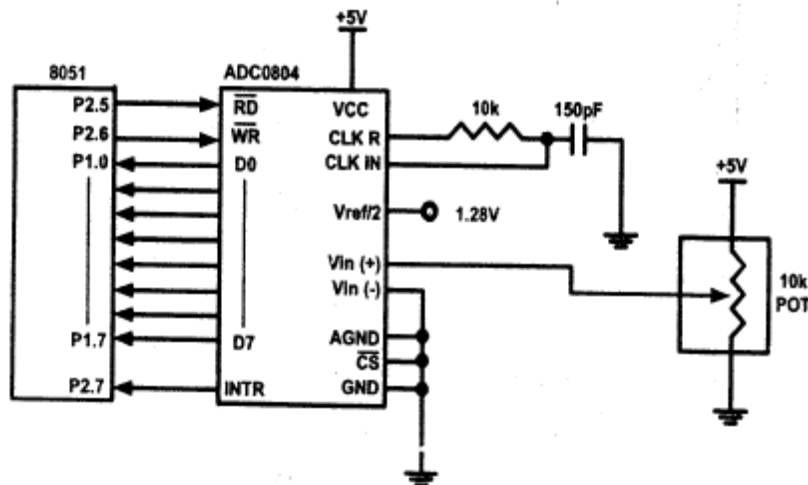 +5V
8051
ADC0804
P2.5
RD
VCC
10k
150pF
P2.6
WR
CLK R
P1.0
D0
CLK IN
+5V
Vref/2
1.28V
Vin (+)
10k
POT
Vin (-)
P1.7
D7
AGND
CS
P2.7
INTR
GND